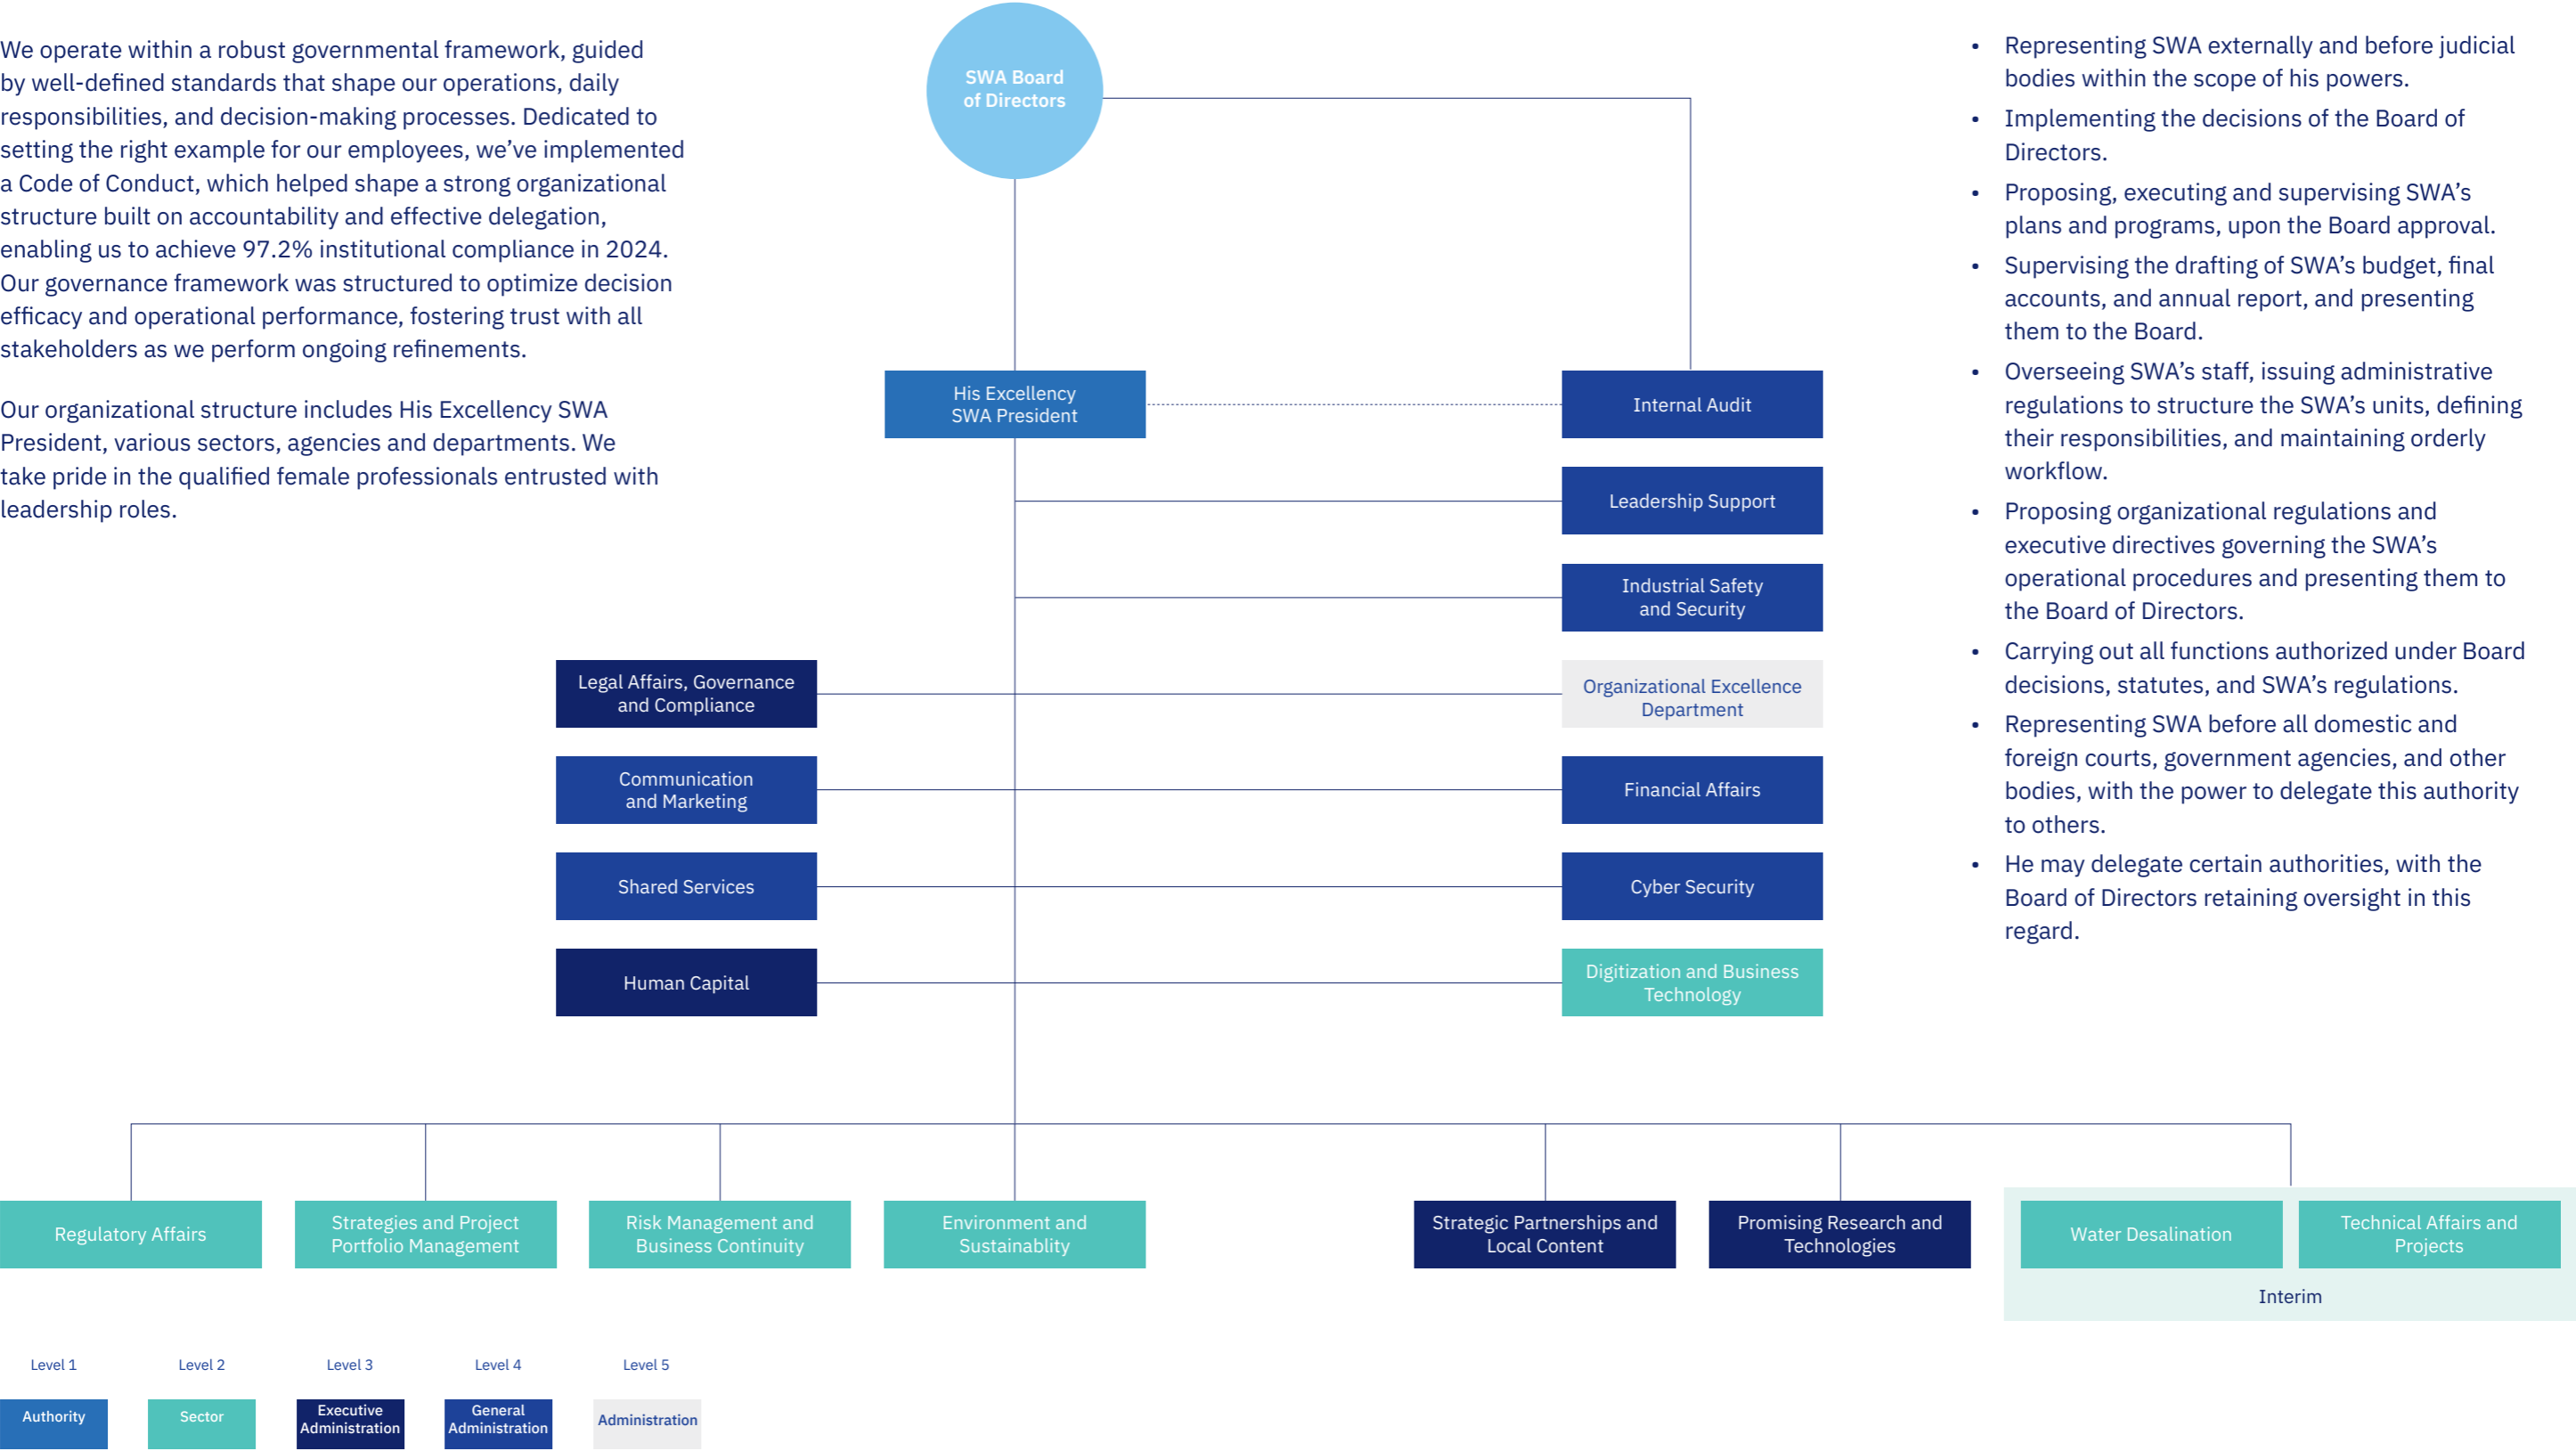 We operate within a robust governmental framework, guided
by well-defined standards that shape our operations, daily
responsibilities, and decision-making processes. Dedicated to
setting the right example for our employees, we’ve implemented
a Code of Conduct, which helped shape a strong organizational
structure built on accountability and effective delegation,
enabling us to achieve 97.2% institutional compliance in 2024.
Our governance framework was structured to optimize decision
efficacy and operational performance, fostering trust with all
stakeholders as we perform ongoing refinements.
Our organizational structure includes His Excellency SWA
President, various sectors, agencies and departments. We
take pride in the qualified female professionals entrusted with
leadership roles.
SWA Board
of Directors
His Excellency
SWA President
Internal Audit
Leadership Support
Industrial Safety
and Security
Legal Affairs, Governance
and Compliance
Organizational Excellence
Department
Communication
and Marketing
Financial Affairs
Shared Services
Cyber Security
Human Capital
Digitization and Business
Technology
Regulatory Affairs
Strategies and Project
Portfolio Management
Risk Management and
Business Continuity
Environment and
Sustainablity
Strategic Partnerships and
Local Content
Promising Research and
Technologies
Water Desalination
Technical Affairs and
Projects
Interim
Level 1
Level 2
Level 3
Level 4
Level 5
Authority
Sector
Executive
Administration
General
Administration
Administration
• Representing SWA externally and before judicial
bodies within the scope of his powers.
• Implementing the decisions of the Board of
Directors.
• Proposing, executing and supervising SWA’s
plans and programs, upon the Board approval.
• Supervising the drafting of SWA’s budget, final
accounts, and annual report, and presenting
them to the Board.
• Overseeing SWA’s staff, issuing administrative
regulations to structure the SWA’s units, defining
their responsibilities, and maintaining orderly
workflow.
• Proposing organizational regulations and
executive directives governing the SWA’s
operational procedures and presenting them to
the Board of Directors.
• Carrying out all functions authorized under Board
decisions, statutes, and SWA’s regulations.
• Representing SWA before all domestic and
foreign courts, government agencies, and other
bodies, with the power to delegate this authority
to others.
• He may delegate certain authorities, with the
Board of Directors retaining oversight in this
regard.